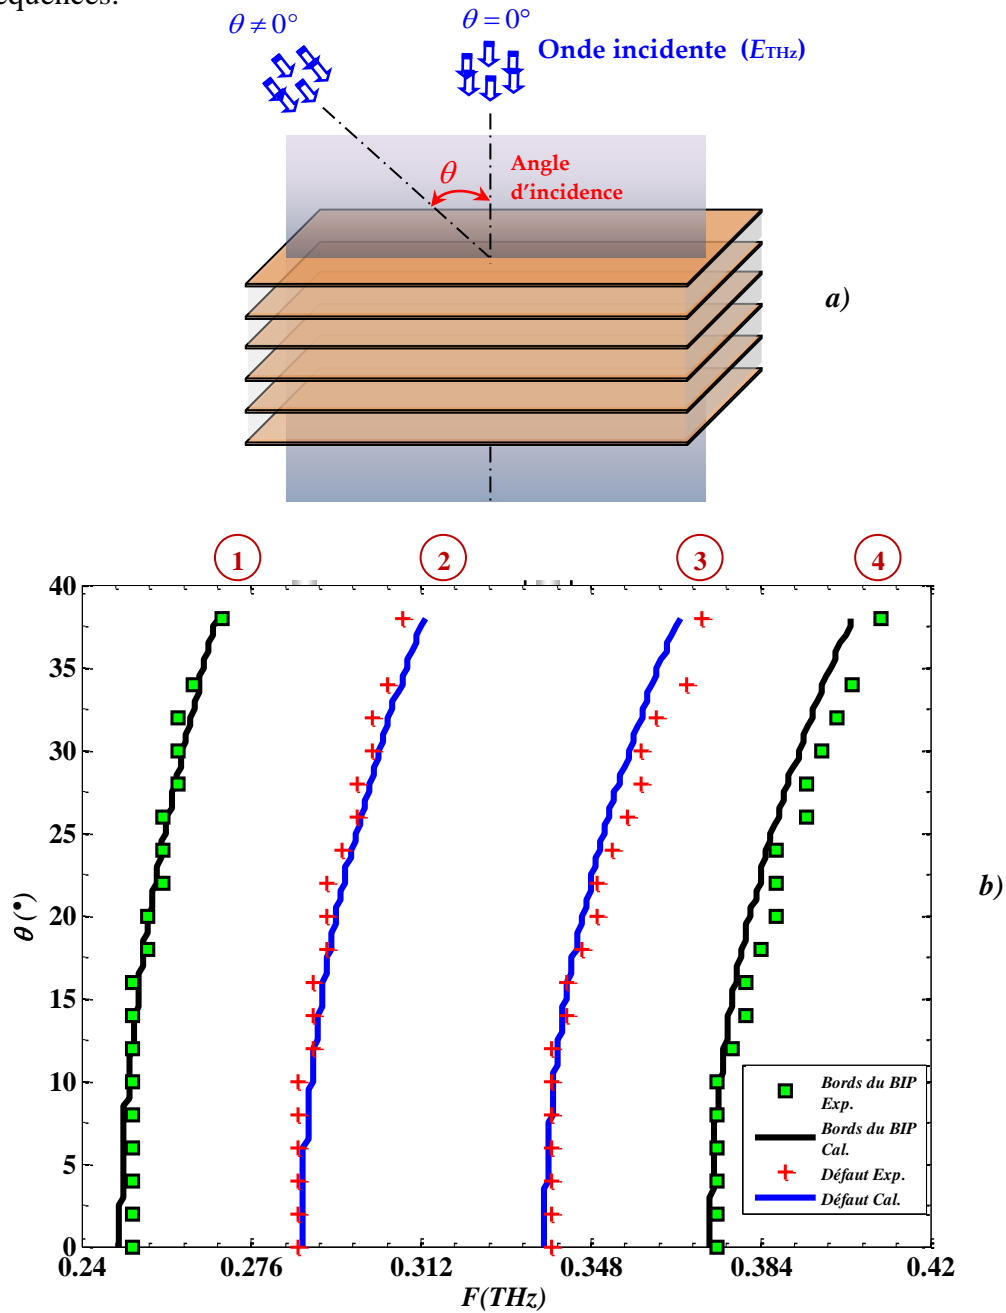 équences.
θ ≠ 0°
θ = 0°
Onde incidente (ETHz)
θ
Angle
d'incidence
a)
1
2
3
4
40
35
30
25
20
15
10
5
0
θ (°)
b)
Bords du BIP
Exp.
Bords du BIP
Cal.
Défaut Exp.
Défaut Cal.
0.24
0.276
0.312
0.348
0.384
0.42
F(THz)